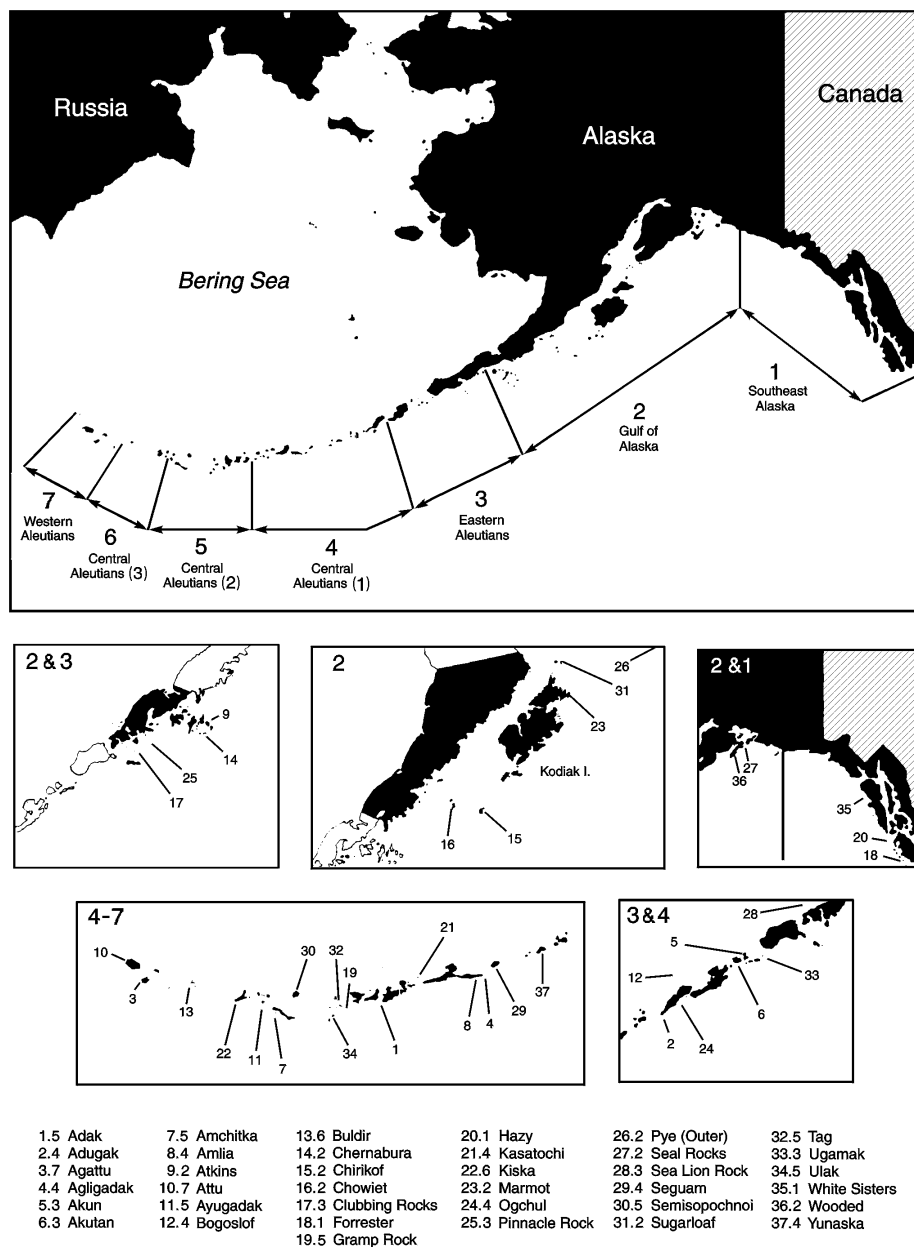 Russia
Alaska
Canada
Bering Sea
1
Southeast
Alaska
2
Gulf of
Alaska
3
Eastern
Aleutians
4
Central
Aleutians (1)
5
Central
Aleutians (2)
6
Central
Aleutians (3)
7
Western
Aleutians
2 & 3
9
14
25
17
2
26
31
23
Kodiak I.
16
15
2 & 1
27
36
35
20
18
4-7
10
3
13
22
11
7
30
32
19
34
1
21
8
4
29
37
3 & 4
28
5
33
12
6
2
24
1.5 Adak
2.4 Adugak
3.7 Agattu
4.4 Agligadak
5.3 Akun
6.3 Akutan
7.5 Amchitka
8.4 Amlia
9.2 Atkins
10.7 Attu
11.5 Ayugadak
12.4 Bogoslof
13.6 Buldir
14.2 Chernabura
15.2 Chirikof
16.2 Chowiet
17.3 Clubbing Rocks
18.1 Forrester
19.5 Gramp Rock
20.1 Hazy
21.4 Kasatochi
22.6 Kiska
23.2 Marmot
24.4 Ogchul
25.3 Pinnacle Rock
26.2 Pye (Outer)
27.2 Seal Rocks
28.3 Sea Lion Rock
29.4 Seguam
30.5 Semisopochnoi
31.2 Sugarloaf
32.5 Tag
33.3 Ugamak
34.5 Ulak
35.1 White Sisters
36.2 Wooded
37.4 Yunaska